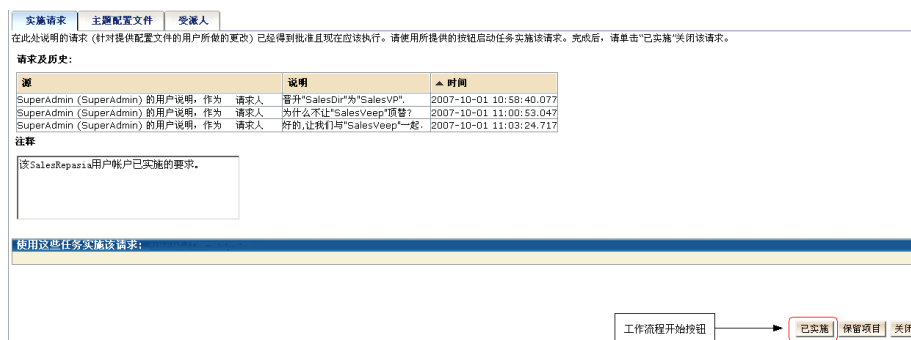 实施请求 主题配置文件 受派人
在此处说明的请求 (针对提供配置文件的用户所做的更改) 已经得到批准且现在应该执行。请使用所提供的按钮启动任务实施该请求。完成后，请单击"已实施"关闭该请求。
请求及历史:
源 说明 时间
SuperAdmin (SuperAdmin) 的用户说明，作为 请求人 晋升"SalesDir"为"SalesVP". 2007-10-01 10:58:40.077
SuperAdmin (SuperAdmin) 的用户说明，作为 请求人 为什么不让"SalesVeep"顶替? 2007-10-01 11:00:53.047
SuperAdmin (SuperAdmin) 的用户说明，作为 请求人 好的,让我们与"SalesVeep"一起. 2007-10-01 11:03:24.717
注释
该SalesRepasia用户帐户已实施的要求。
使用这些任务实施该请求:
工作流程开始按钮 已实施 保留项目 关闭